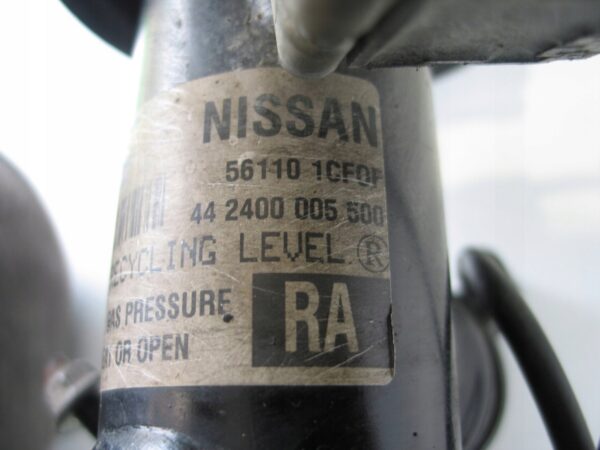 NISSAN
56110 1CF0F
44 2400 005 500
RECYCLING LEVEL ®
GAS PRESSURE
OR OPEN
RA